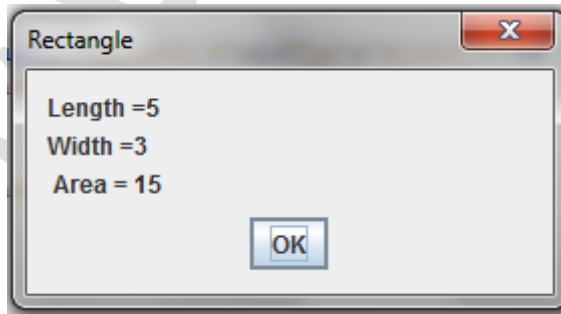 Rectangle
Length =5
Width =3
Area = 15
OK